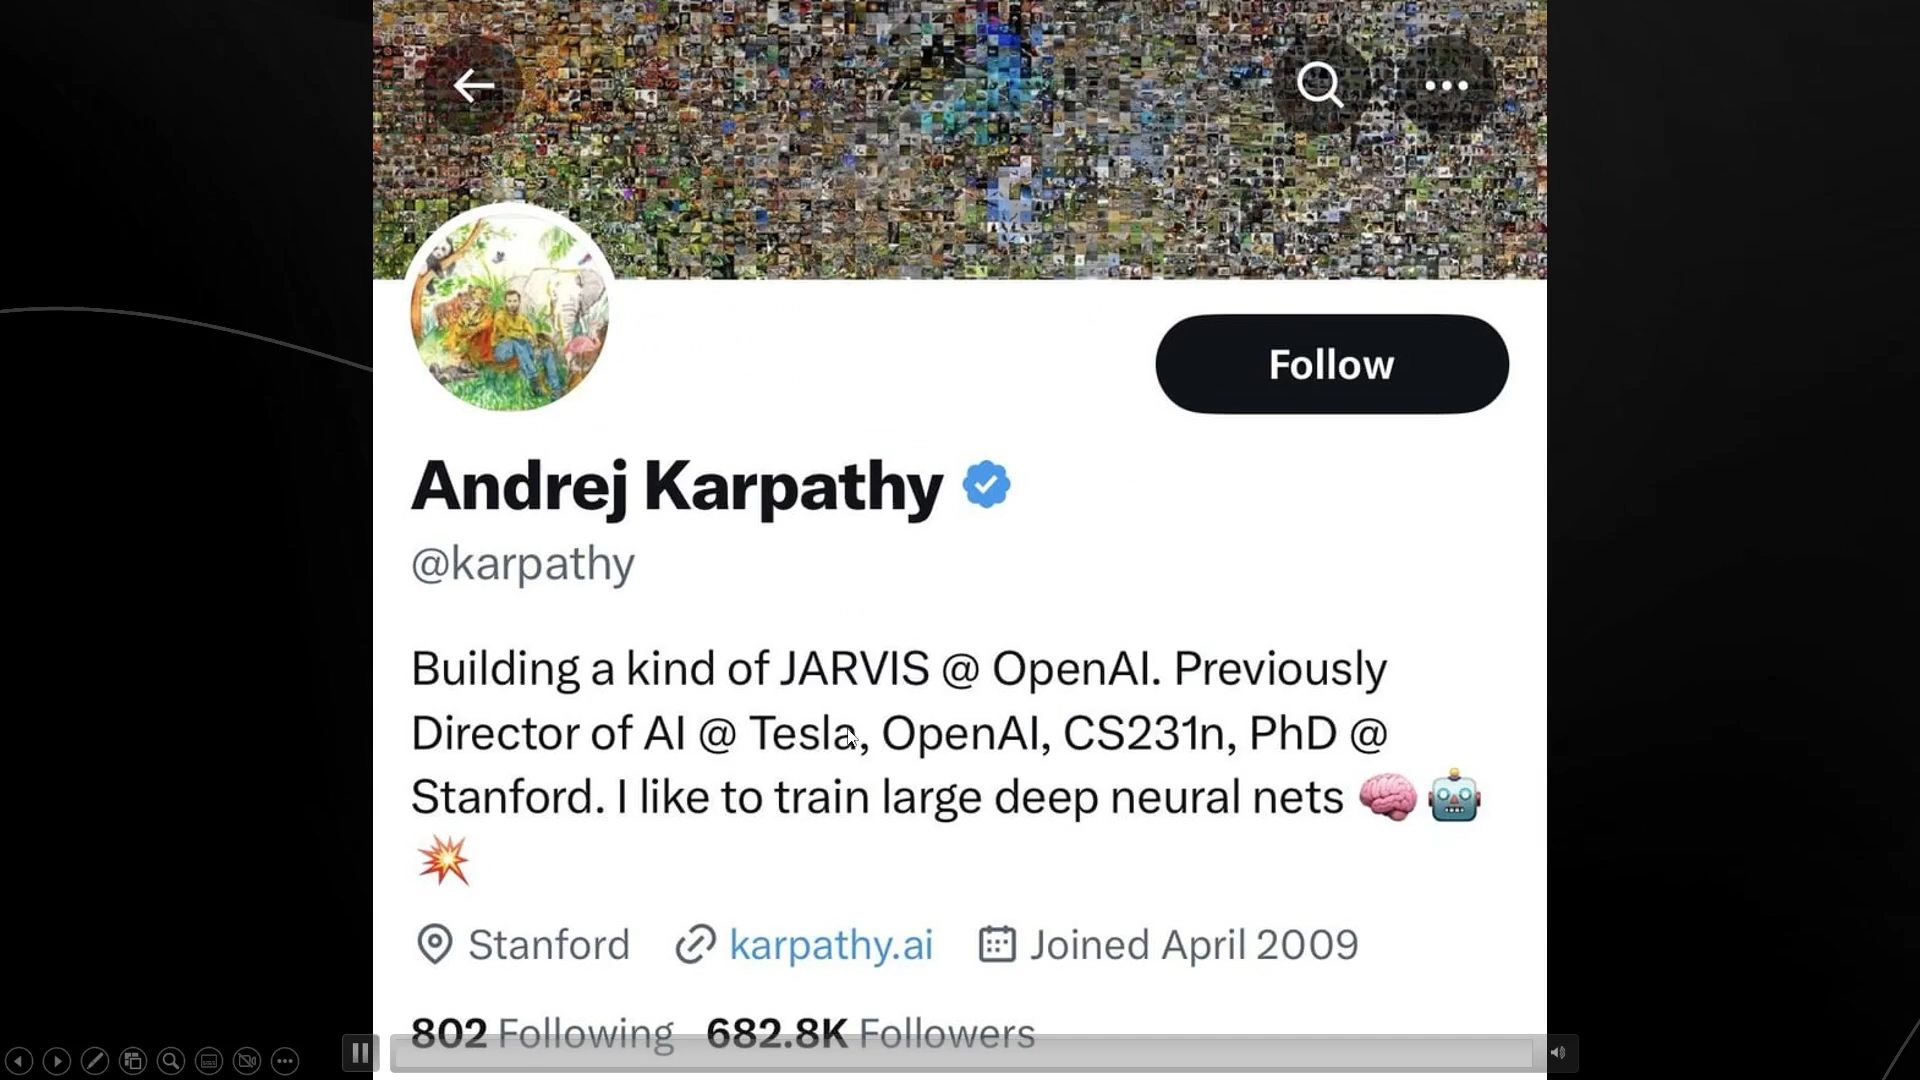 Follow
Andrej Karpathy
@karpathy
Building a kind of JARVIS @ OpenAI. Previously
Director of AI @ Tesla, OpenAI, CS231n, PhD @
Stanford. I like to train large deep neural nets 🧠 🤖
💥
Stanford karpathy.ai Joined April 2009
802 Following 682.8K Followers